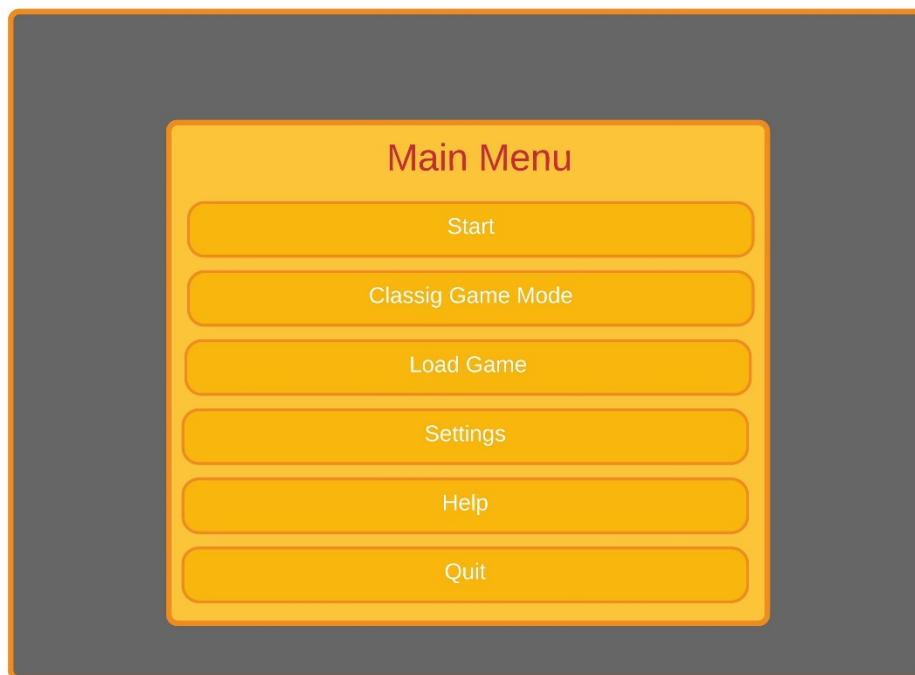 Main Menu
Start
Classig Game Mode
Load Game
Settings
Help
Quit